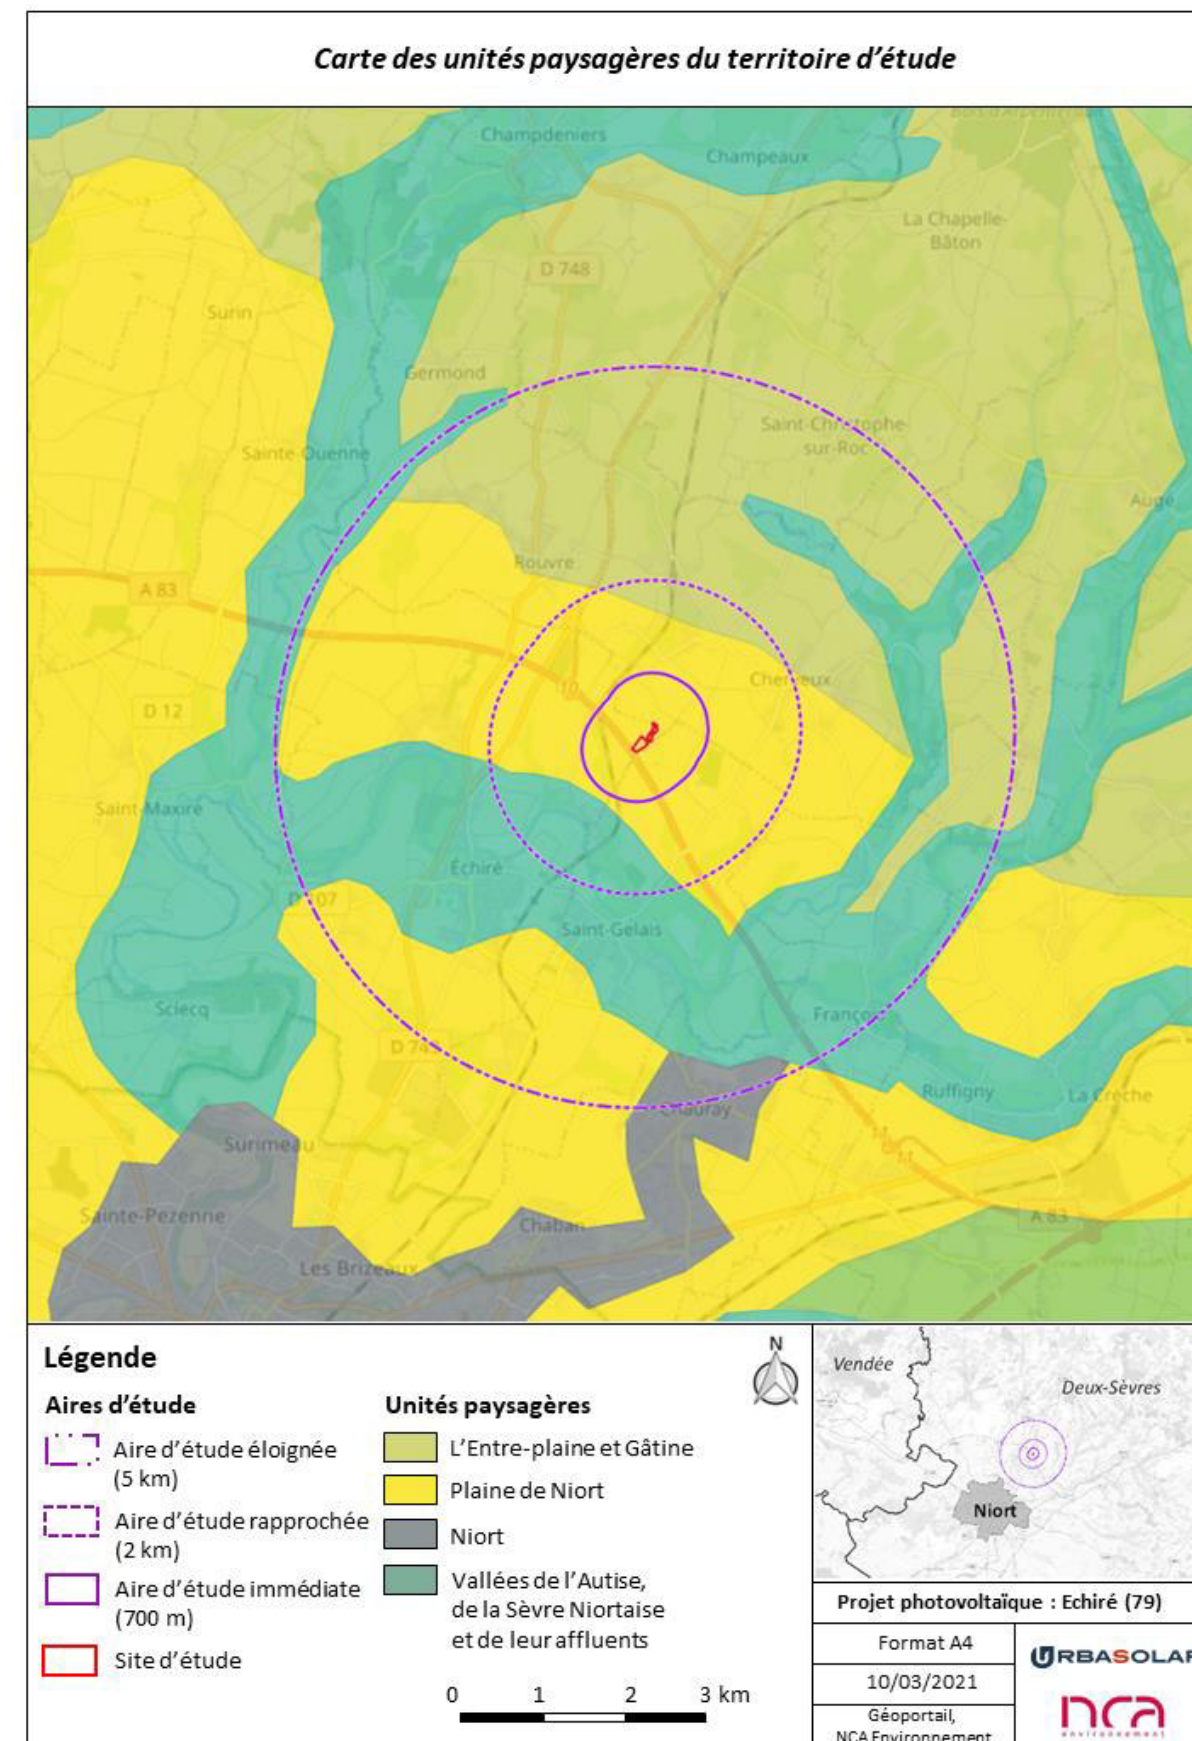 Carte des unités paysagères du territoire d'étude
Champdeniers
Champeaux
La Chapelle-
Bâton
D 748
Surin
Germond
Saint-Christophe-
sur-Roc
Sainte-Ouenne
Augé
Rouvre
A 83
10
Cherveux
D 12
Saint-Maxire
Échiré
D 107
Saint-Gelais
Sciecq
François
D 743
Ruffigny
La Crèche
Chauray
11
11
Surimeau
Sainte-Pezenne
Chaban
A 83
Les Brizeaux
Légende
Aires d'étude
Aire d'étude éloignée
(5 km)
Aire d'étude rapprochée
(2 km)
Aire d'étude immédiate
(700 m)
Site d'étude
Unités paysagères
L'Entre-plaine et Gâtine
Plaine de Niort
Niort
Vallées de l'Autise,
de la Sèvre Niortaise
et de leur affluents
0 1 2 3 km
N
Vendée
Deux-Sèvres
Niort
Projet photovoltaïque : Echiré (79)
Format A4
10/03/2021
Géoportail,
NCA Environnement
URBASOLAR
nca
environnement